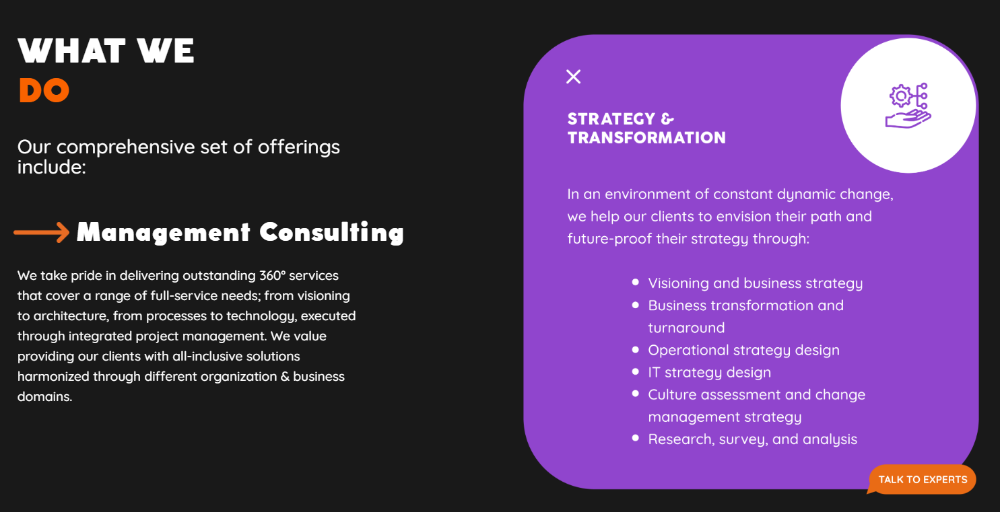 WHAT WE
DO
Our comprehensive set of offerings
include:
Management Consulting
We take pride in delivering outstanding 360° services
that cover a range of full-service needs; from visioning
to architecture, from processes to technology, executed
through integrated project management. We value
providing our clients with all-inclusive solutions
harmonized through different organization & business
domains.
STRATEGY &
TRANSFORMATION
In an environment of constant dynamic change,
we help our clients to envision their path and
future-proof their strategy through:
Visioning and business strategy
Business transformation and
turnaround
Operational strategy design
IT strategy design
Culture assessment and change
management strategy
Research, survey, and analysis
TALK TO EXPERTS